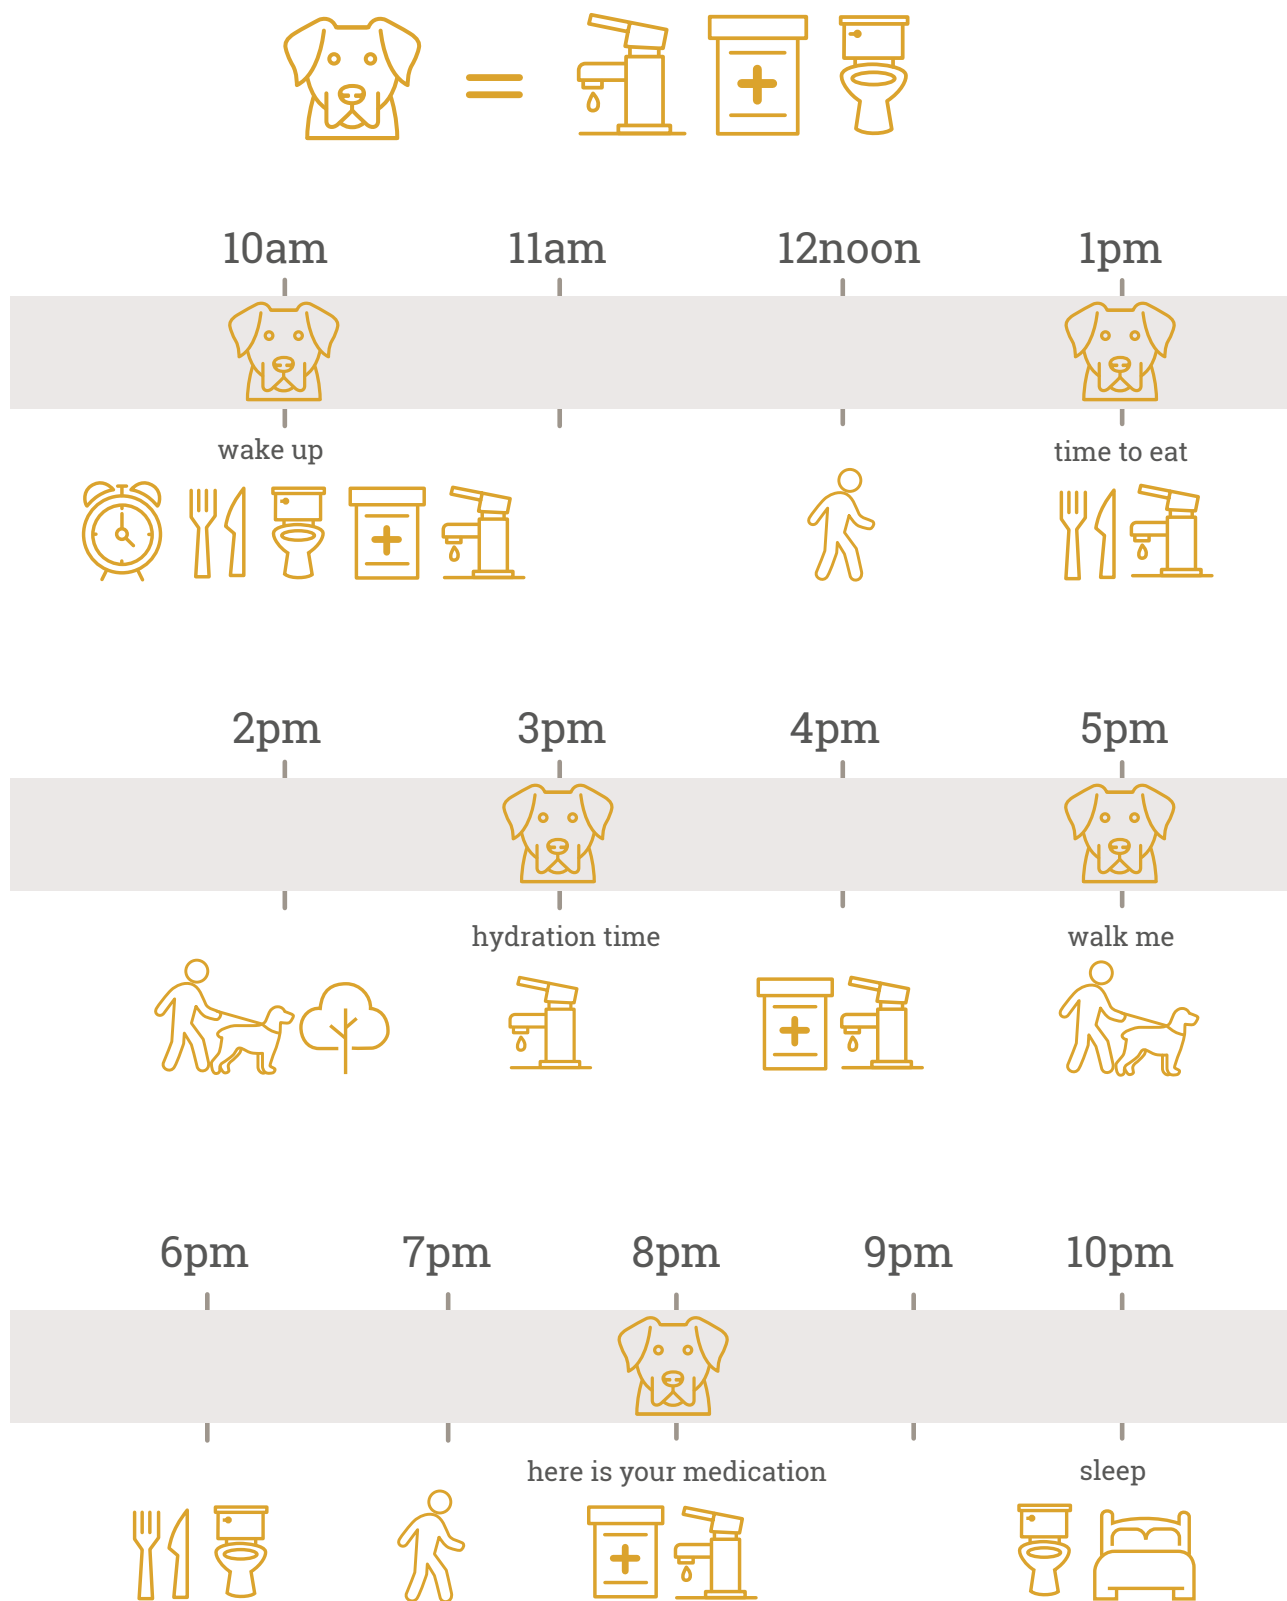 10am 11am 12noon 1pm
wake up time to eat
2pm 3pm 4pm 5pm
hydration time walk me
6pm 7pm 8pm 9pm 10pm
here is your medication sleep